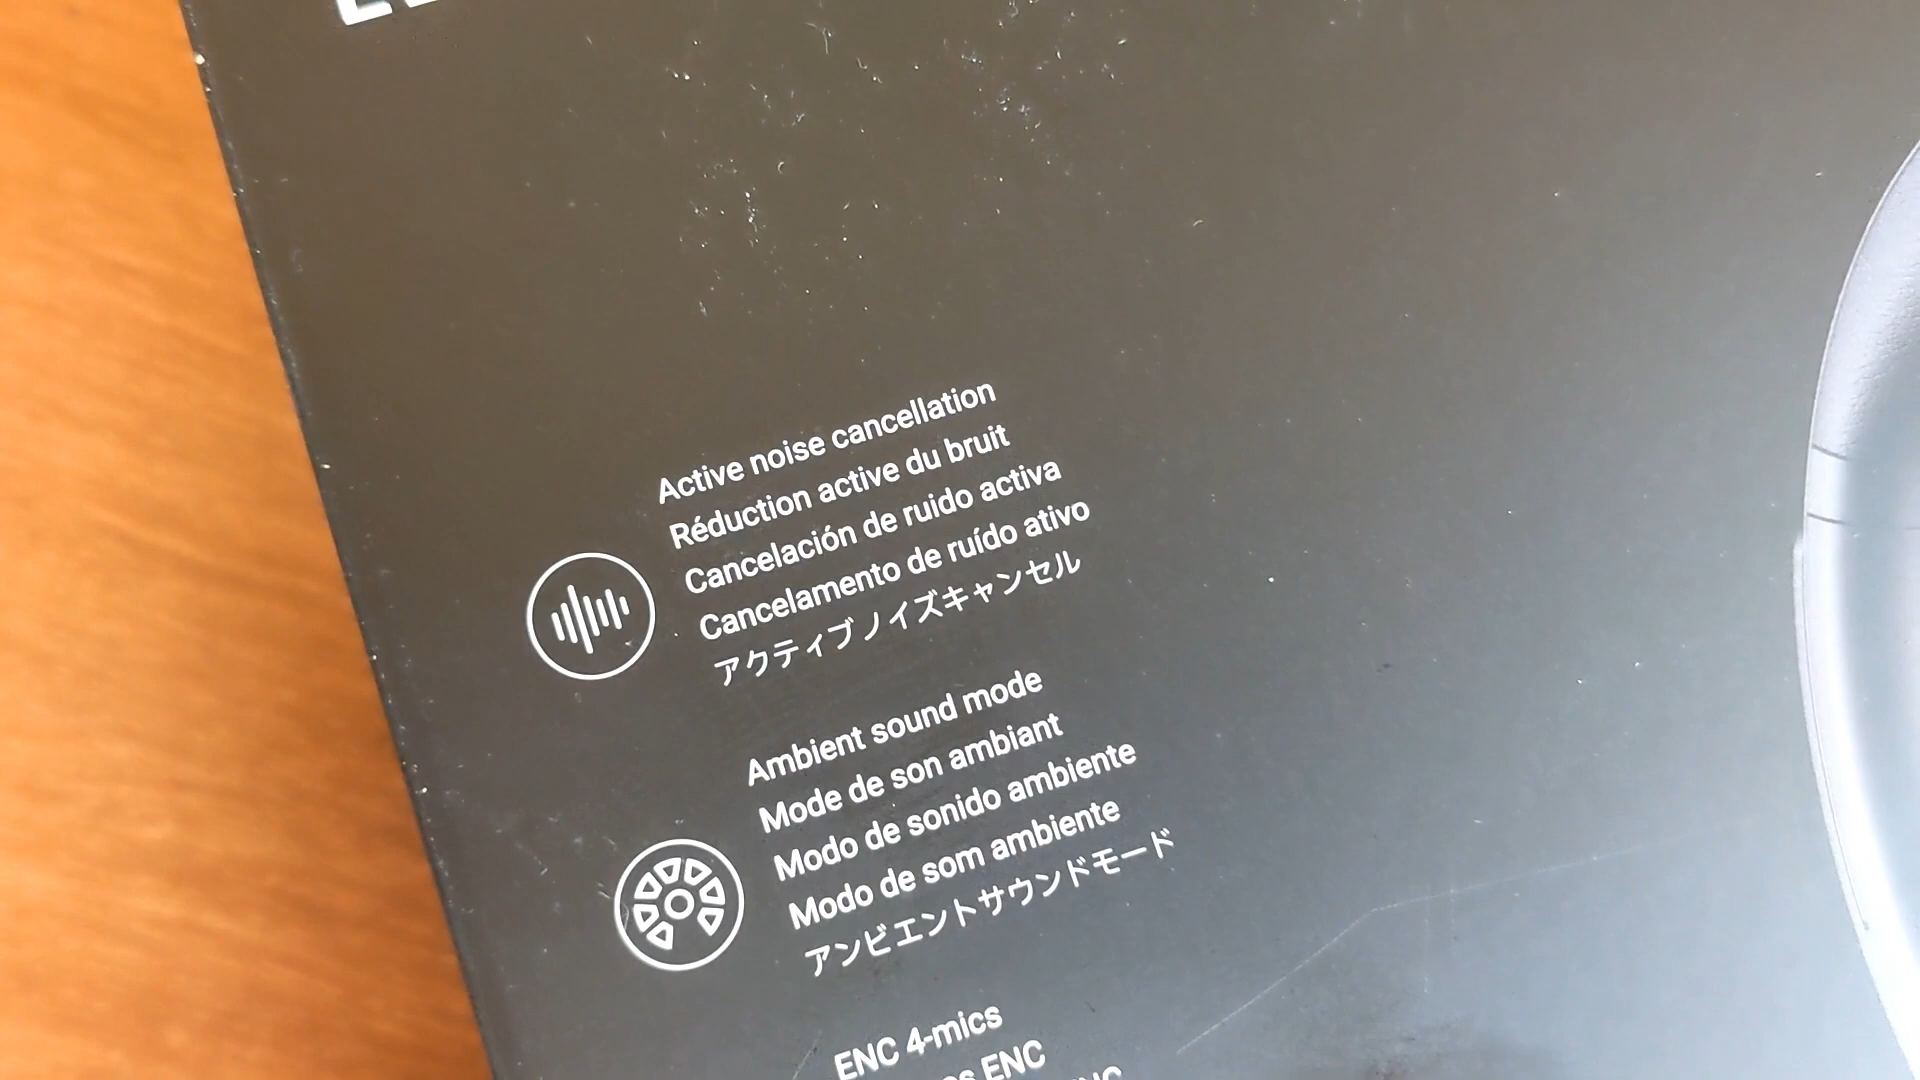 Active noise cancellation
Réduction active du bruit
Cancelación de ruido activa
Cancelamento de ruído ativo
アクティブノイズキャンセル
Ambient sound mode
Mode de son ambiant
Modo de sonido ambiente
Modo de som ambiente
アンビエントサウンドモード
ENC 4-mics
ENC